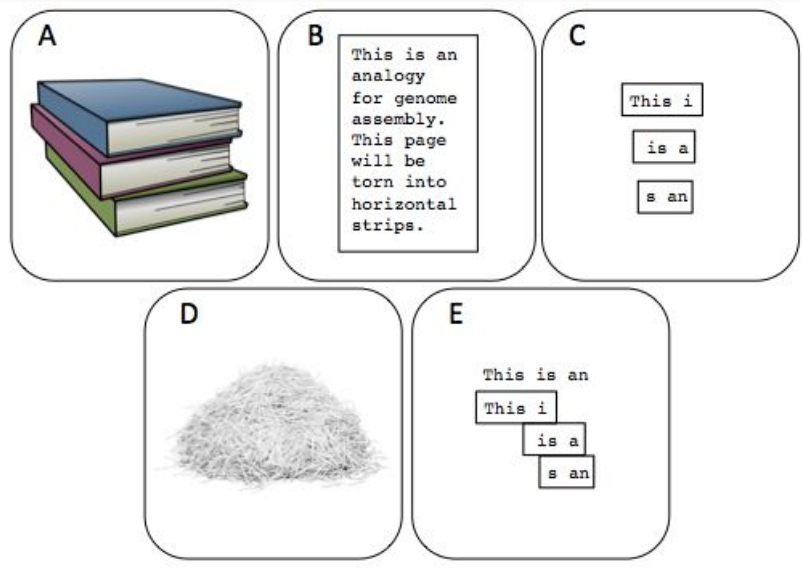 A
B
This is an
analogy
for genome
assembly.
This page
will be
torn into
horizontal
strips.
C
This i
is a
s an
D
E
This is an
This i
is a
s an